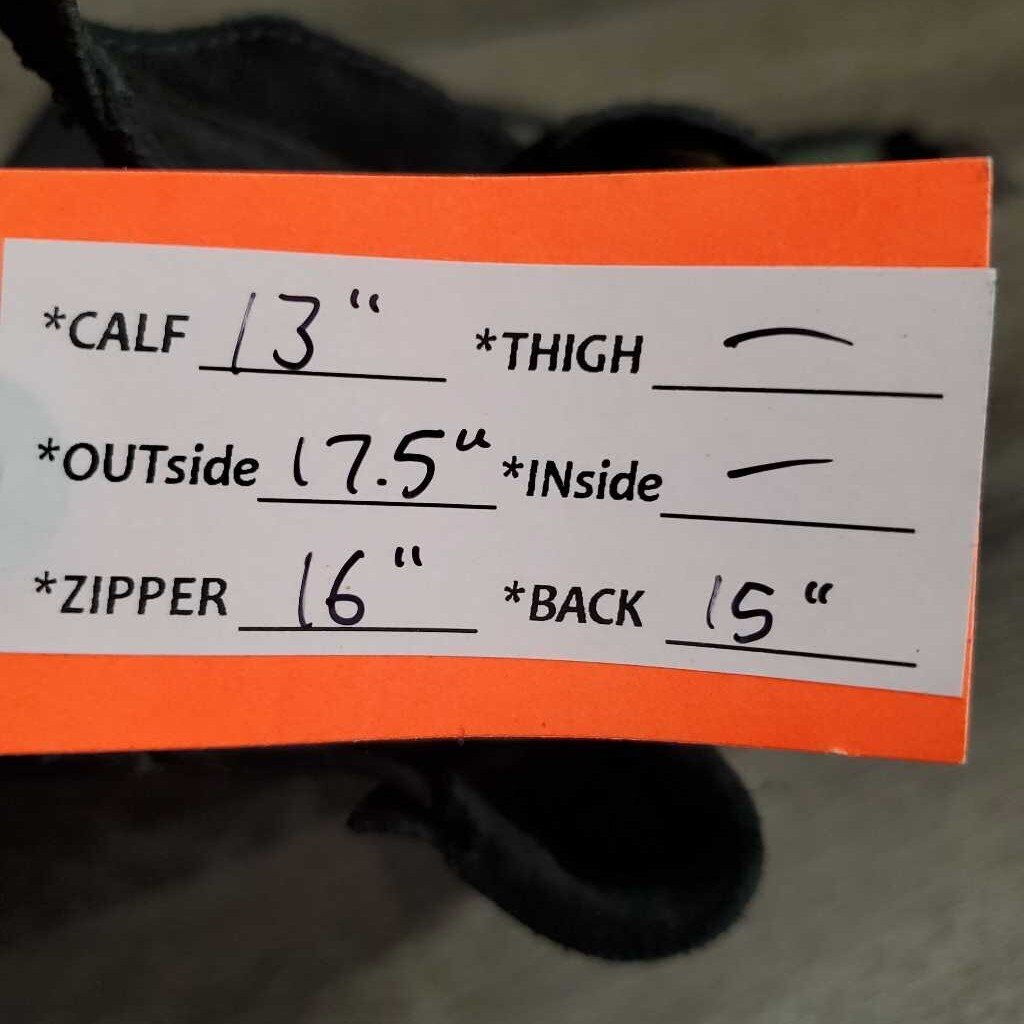 *CALF 13" *THIGH —
*OUTside 17.5" *INside —
*ZIPPER 16" *BACK 15"